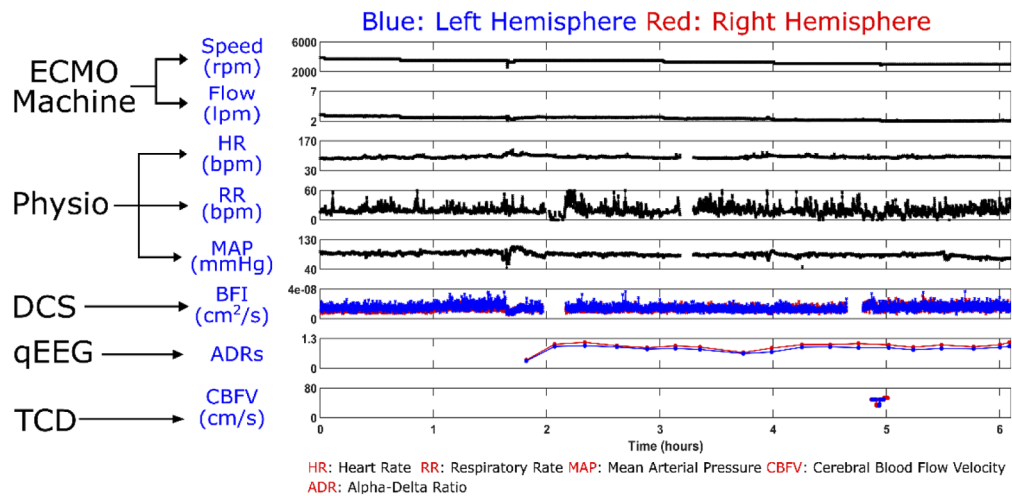 Blue: Left Hemisphere Red: Right Hemisphere
ECMO
Machine
Speed
(rpm)
6000
2000
Flow
(lpm)
7
2
Physio
HR
(bpm)
170
30
RR
(bpm)
60
0
MAP
(mmHg)
130
40
DCS
BFI
(cm²/s)
4e-08
0
qEEG
ADRs
1.3
0
TCD
CBFV
(cm/s)
80
0
0 1 2 3 4 5 6
Time (hours)
HR: Heart Rate RR: Respiratory Rate MAP: Mean Arterial Pressure CBFV: Cerebral Blood Flow Velocity
ADR: Alpha-Delta Ratio